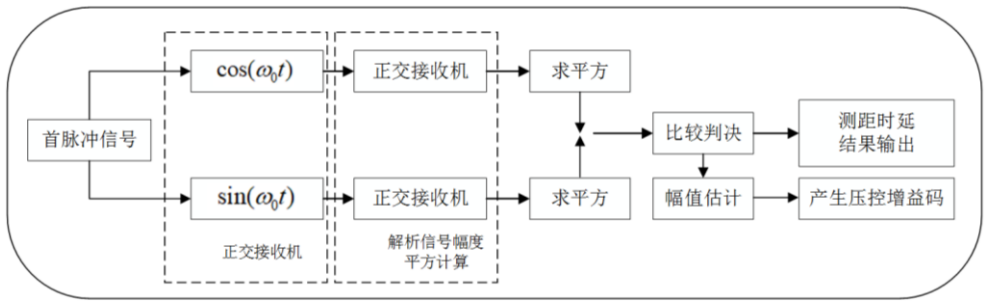 首脉冲信号
cos(ω₀t)
正交接收机
求平方
sin(ω₀t)
正交接收机
求平方
正交接收机
解析信号幅度
平方计算
比较判决
测距时延
结果输出
幅值估计
产生压控增益码